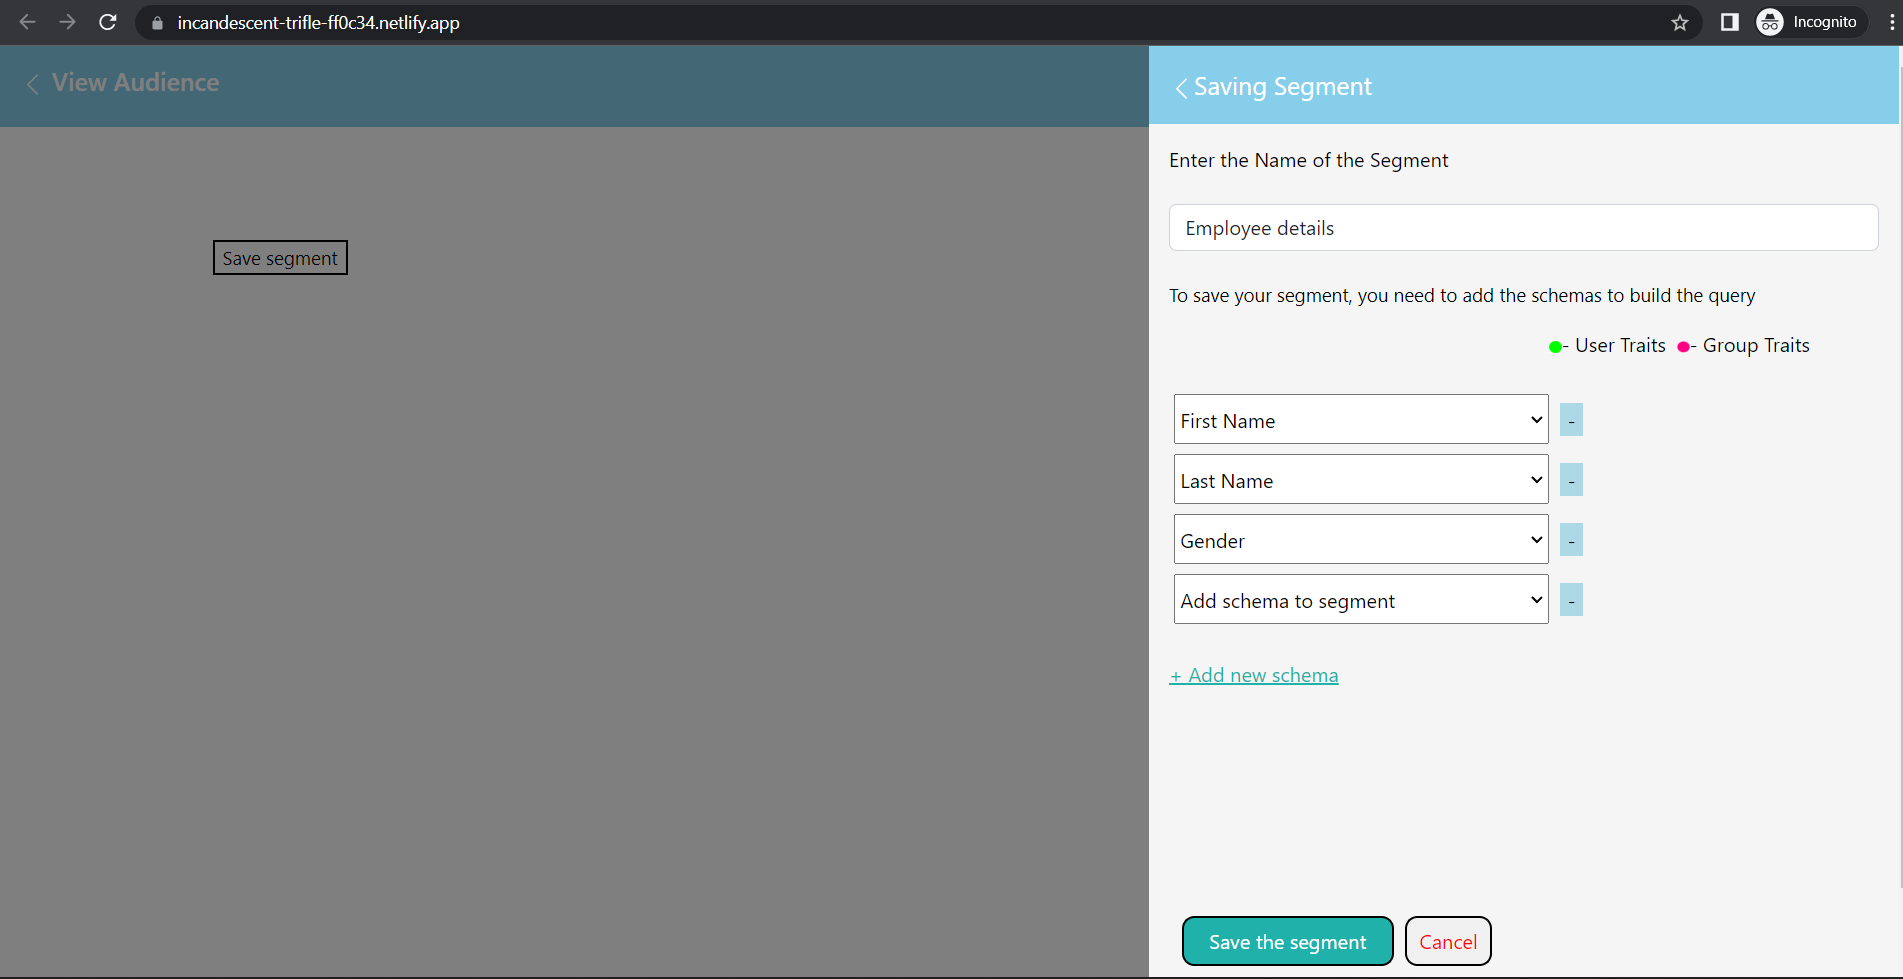 incandescent-trifle-ff0c34.netlify.app
Incognito
View Audience
Save segment
Saving Segment
Enter the Name of the Segment
Employee details
To save your segment, you need to add the schemas to build the query
- User Traits - Group Traits
First Name -
Last Name -
Gender -
Add schema to segment -
+ Add new schema
Save the segment Cancel